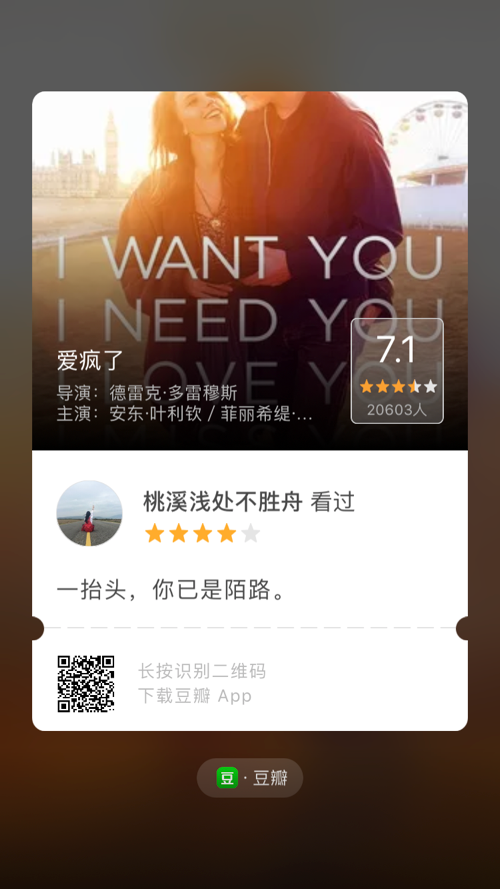 I WANT YOU
I NEED YOU
I LOVE YOU
爱疯了
导演：德雷克·多雷穆斯
主演：安东·叶利钦 / 菲丽希缇·...
7.1
20603人
桃溪浅处不胜舟 看过
一抬头，你已是陌路。
长按识别二维码
下载豆瓣 App
豆 · 豆瓣